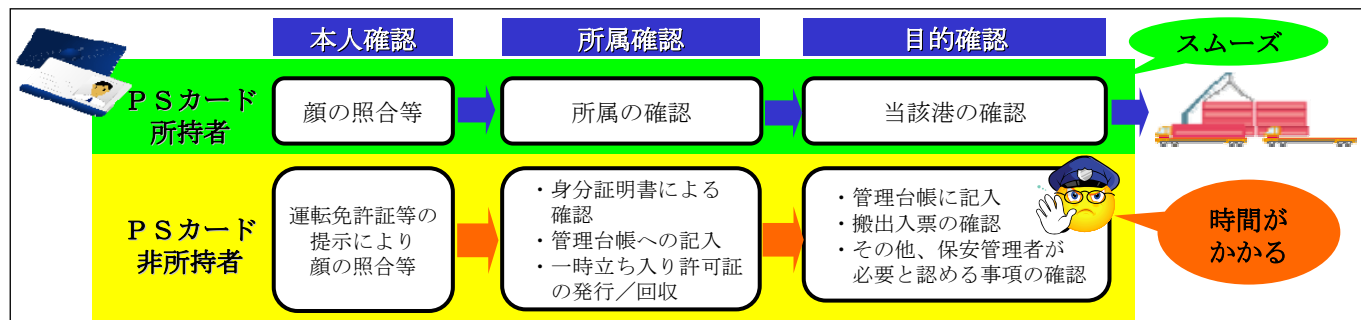 本人確認
所属確認
目的確認
スムーズ
ＰＳカード
所持者
顔の照合等
所属の確認
当該港の確認
ＰＳカード
非所持者
運転免許証等の
提示により
顔の照合等
・身分証明書による
確認
・管理台帳への記入
・一時立ち入り許可証
の発行／回収
・管理台帳に記入
・搬出入票の確認
・その他、保安管理者が
必要と認める事項の確認
時間が
かかる